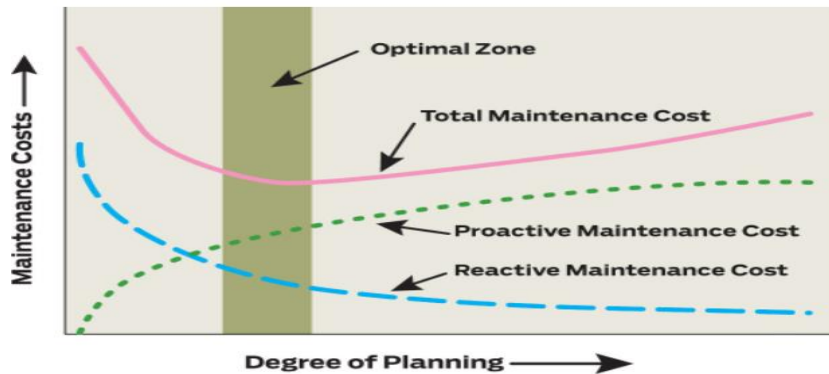 Optimal Zone
Total Maintenance Cost
Proactive Maintenance Cost
Reactive Maintenance Cost
Maintenance Costs
Degree of Planning